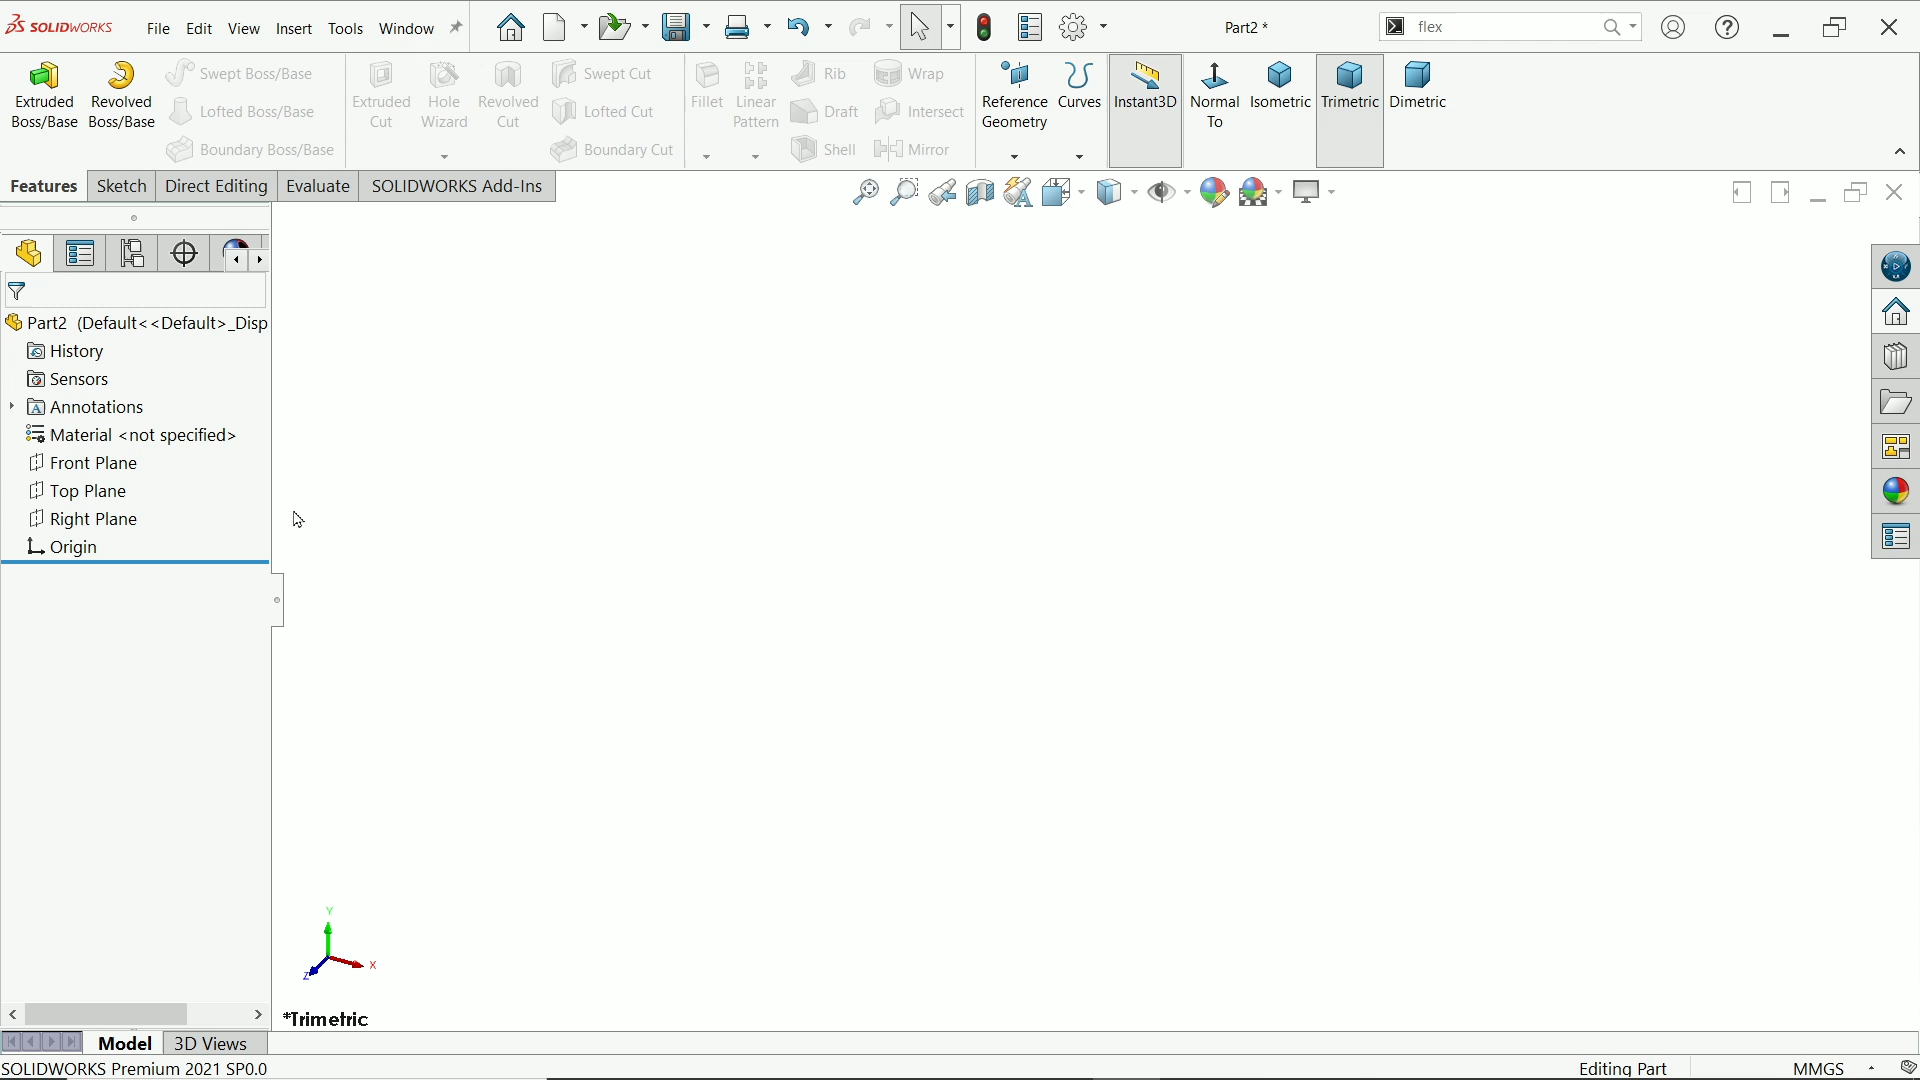 SOLIDWORKS File Edit View Insert Tools Window Part2 * flex
Extruded Boss/Base
Revolved Boss/Base
Swept Boss/Base
Lofted Boss/Base
Boundary Boss/Base
Extruded Cut
Hole Wizard
Revolved Cut
Swept Cut
Lofted Cut
Boundary Cut
Fillet
Linear Pattern
Rib
Draft
Shell
Wrap
Intersect
Mirror
Reference Geometry
Curves
Instant3D
Normal To
Isometric
Trimetric
Dimetric
Features Sketch Direct Editing Evaluate SOLIDWORKS Add-Ins
Part2 (Default<<Default>_Disp
History
Sensors
Annotations
Material <not specified>
Front Plane
Top Plane
Right Plane
Origin
Y
X
Z
*Trimetric
Model 3D Views
SOLIDWORKS Premium 2021 SP0.0 Editing Part MMGS